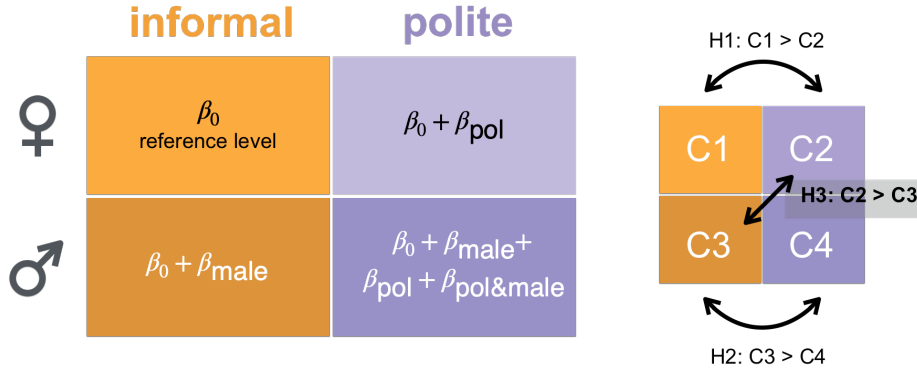 informal polite
H1: C1 > C2
β0
reference level
β0 + βpol
C1 C2
H3: C2 > C3
β0 + βmale
β0 + βmale+
βpol + βpol&male
C3 C4
H2: C3 > C4